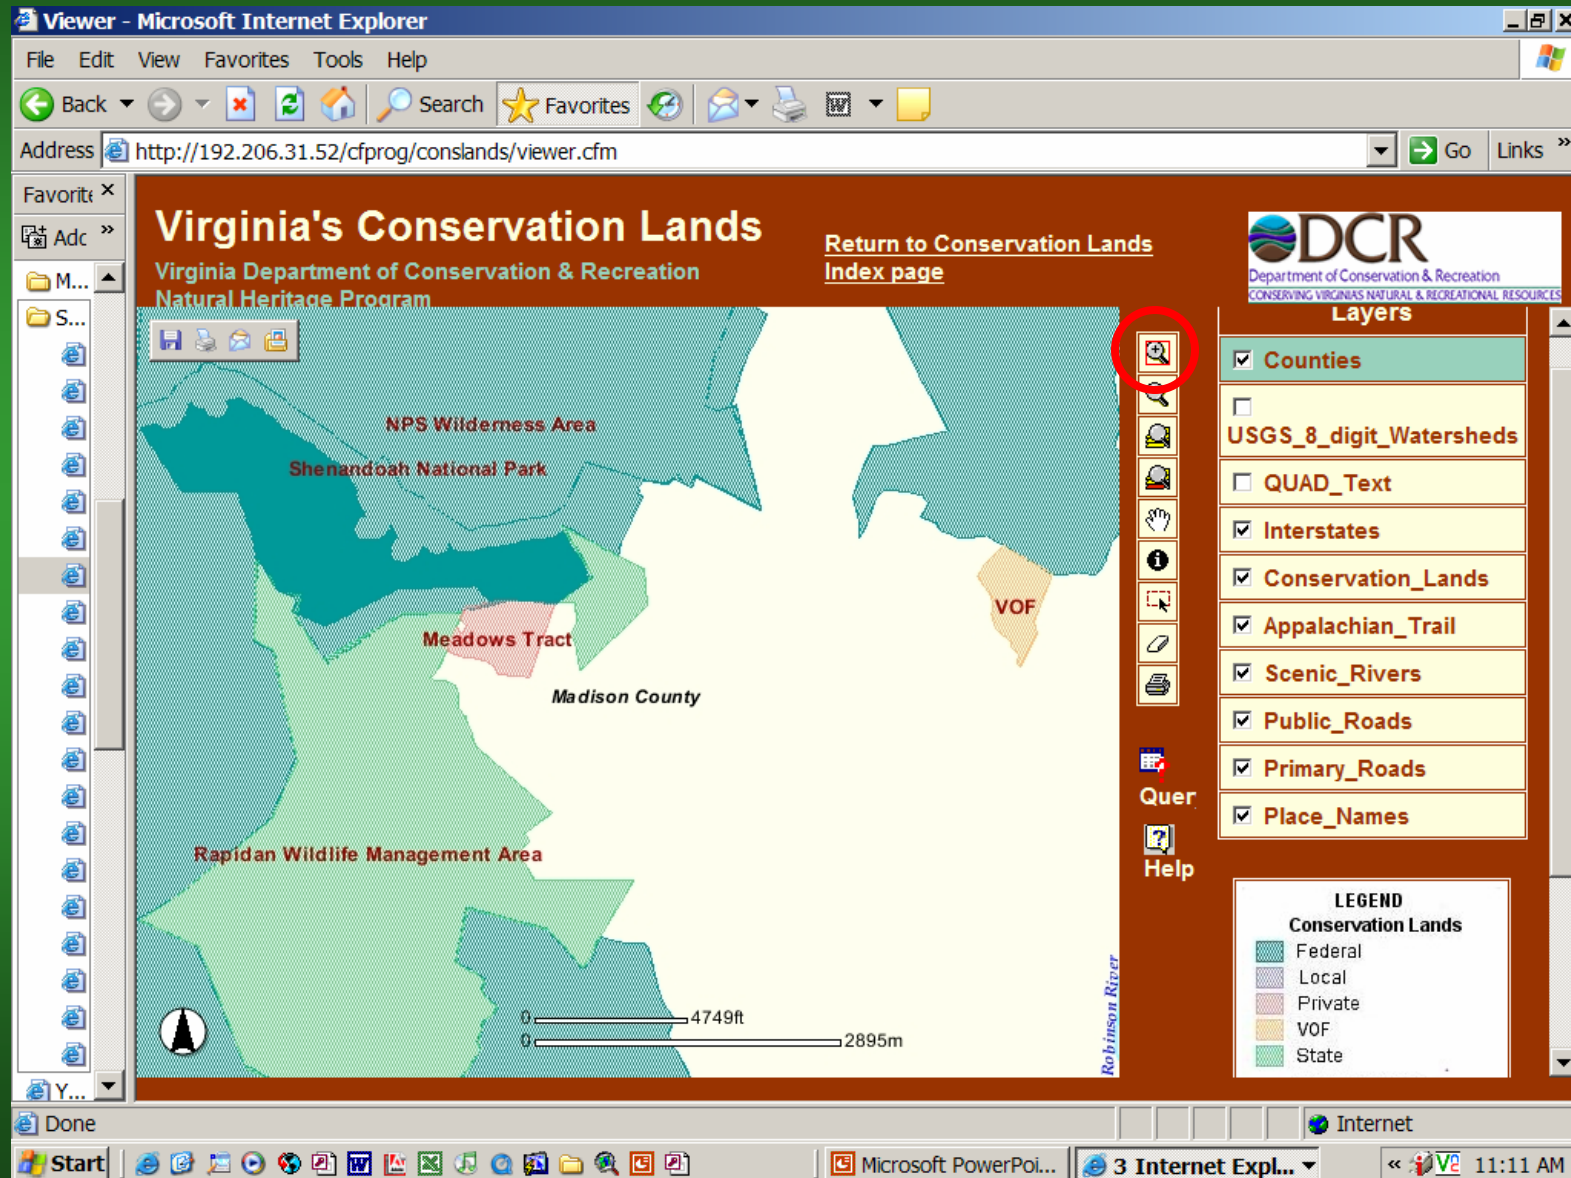 Viewer - Microsoft Internet Explorer
File Edit View Favorites Tools Help
Back Search Favorites
Address http://192.206.31.52/cfprog/conslands/viewer.cfm Go Links »
Favorite
Adc »
M...
S...
Y...
Virginia's Conservation Lands
Virginia Department of Conservation & Recreation
Natural Heritage Program
Return to Conservation Lands
Index page
DCR
Department of Conservation & Recreation
CONSERVING VIRGINIA'S NATURAL & RECREATIONAL RESOURCES
NPS Wilderness Area
Shenandoah National Park
VOF
Meadows Tract
Madison County
Rapidan Wildlife Management Area
0 4749ft
0 2895m
Robinson River
Quer
Help
Layers
Counties
USGS_8_digit_Watersheds
QUAD_Text
Interstates
Conservation_Lands
Appalachian_Trail
Scenic_Rivers
Public_Roads
Primary_Roads
Place_Names
LEGEND
Conservation Lands
Federal
Local
Private
VOF
State
Done Internet
Start Microsoft PowerPoi... 3 Internet Expl... « 11:11 AM